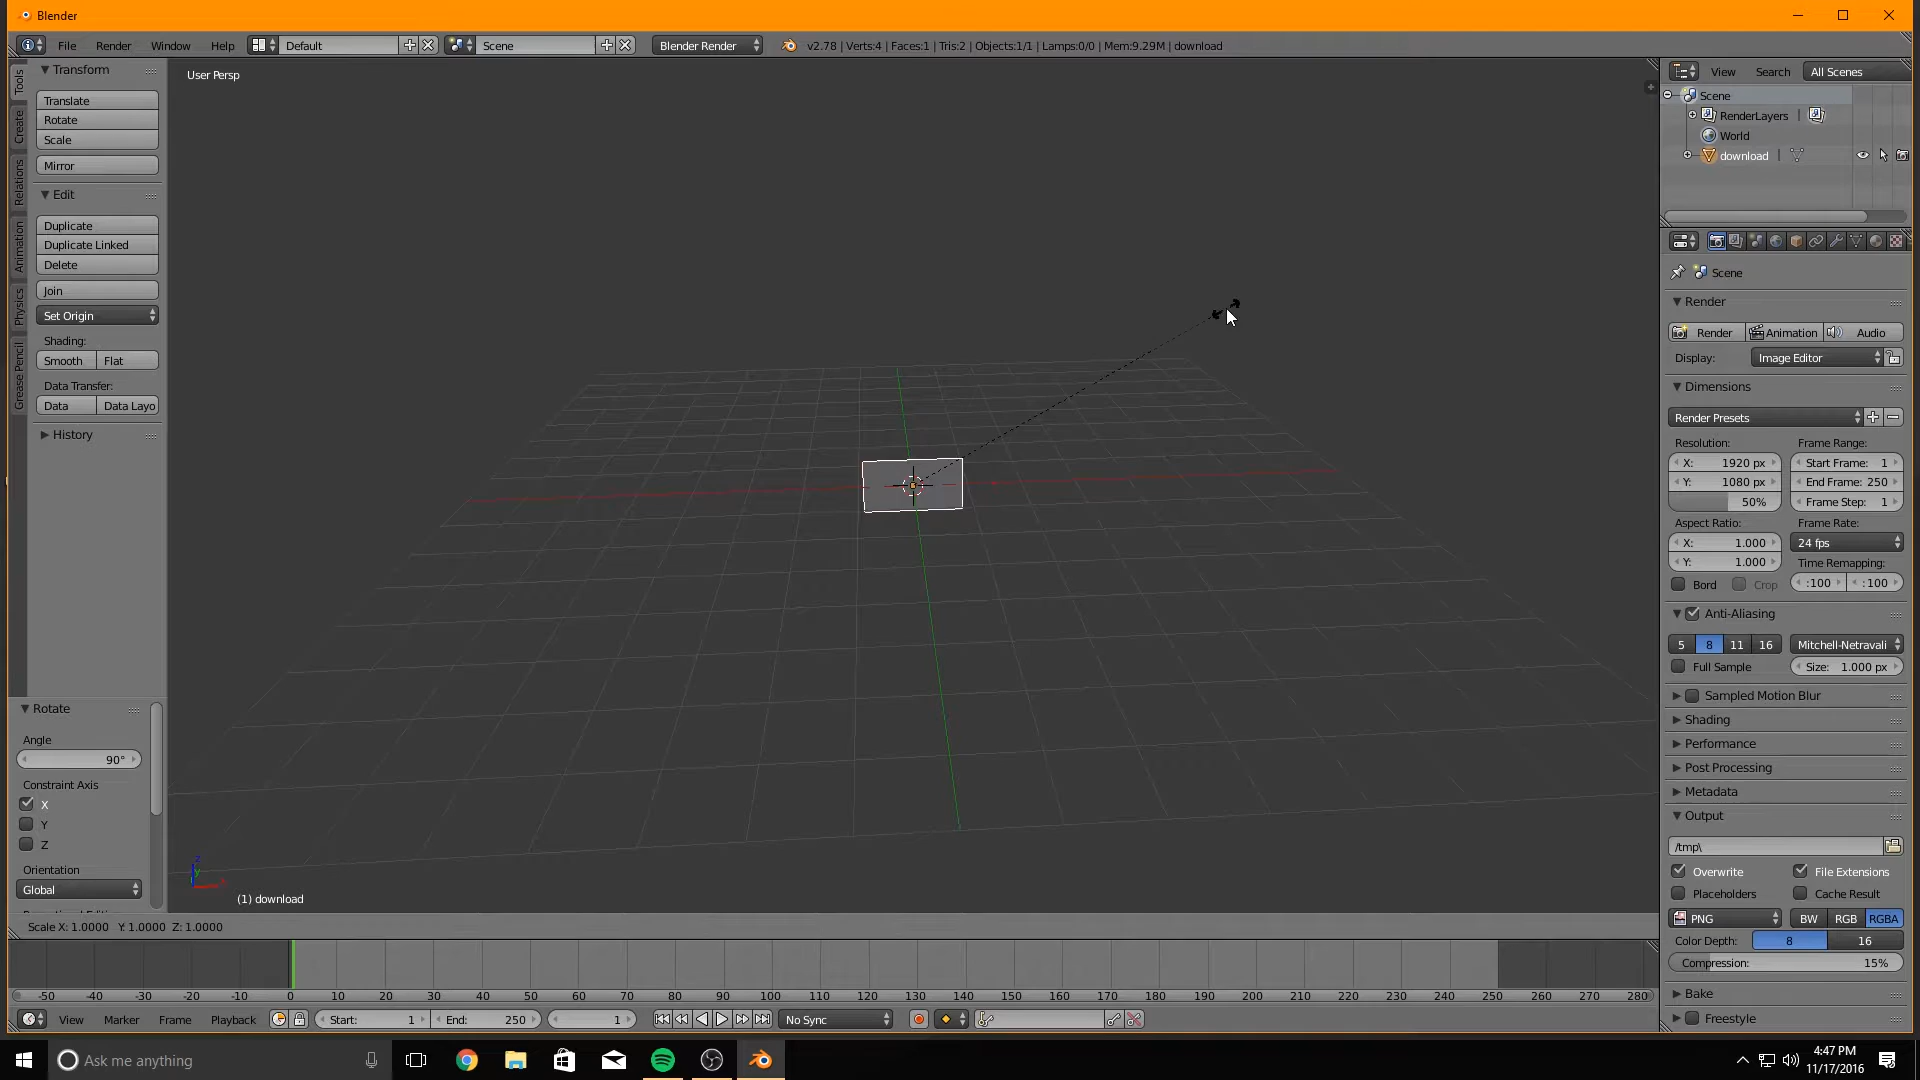 Blender
File Render Window Help Default Scene Blender Render v2.78 | Verts:4 | Faces:1 | Tris:2 | Objects:1/1 | Lamps:0/0 | Mem:9.29M | download
Tools
Create
Relations
Animation
Physics
Grease Pencil
Transform
Translate
Rotate
Scale
Mirror
Edit
Duplicate
Duplicate Linked
Delete
Join
Set Origin
Shading:
Smooth Flat
Data Transfer:
Data Data Layo
History
Rotate
Angle
90°
Constraint Axis
X
Y
Z
Orientation
Global
User Persp
z
(1) download
Scale X: 1.0000 Y: 1.0000 Z: 1.0000
View Search All Scenes
Scene
RenderLayers |
World
download |
Scene
Render
Render Animation Audio
Display: Image Editor
Dimensions
Render Presets
Resolution: Frame Range:
X: 1920 px Start Frame: 1
Y: 1080 px End Frame: 250
50% Frame Step: 1
Aspect Ratio: Frame Rate:
X: 1.000 24 fps
Y: 1.000 Time Remapping:
Bord Crop :100 :100
Anti-Aliasing
5 8 11 16 Mitchell-Netravali
Full Sample Size: 1.000 px
Sampled Motion Blur
Shading
Performance
Post Processing
Metadata
Output
/tmp\
Overwrite File Extensions
Placeholders Cache Result
PNG BW RGB RGBA
Color Depth: 8 16
Compression: 15%
Bake
Freestyle
-50 -40 -30 -20 -10 0 10 20 30 40 50 60 70 80 90 100 110 120 130 140 150 160 170 180 190 200 210 220 230 240 250 260 270 280
View Marker Frame Playback Start: 1 End: 250 1 No Sync
Ask me anything
4:47 PM
11/17/2016